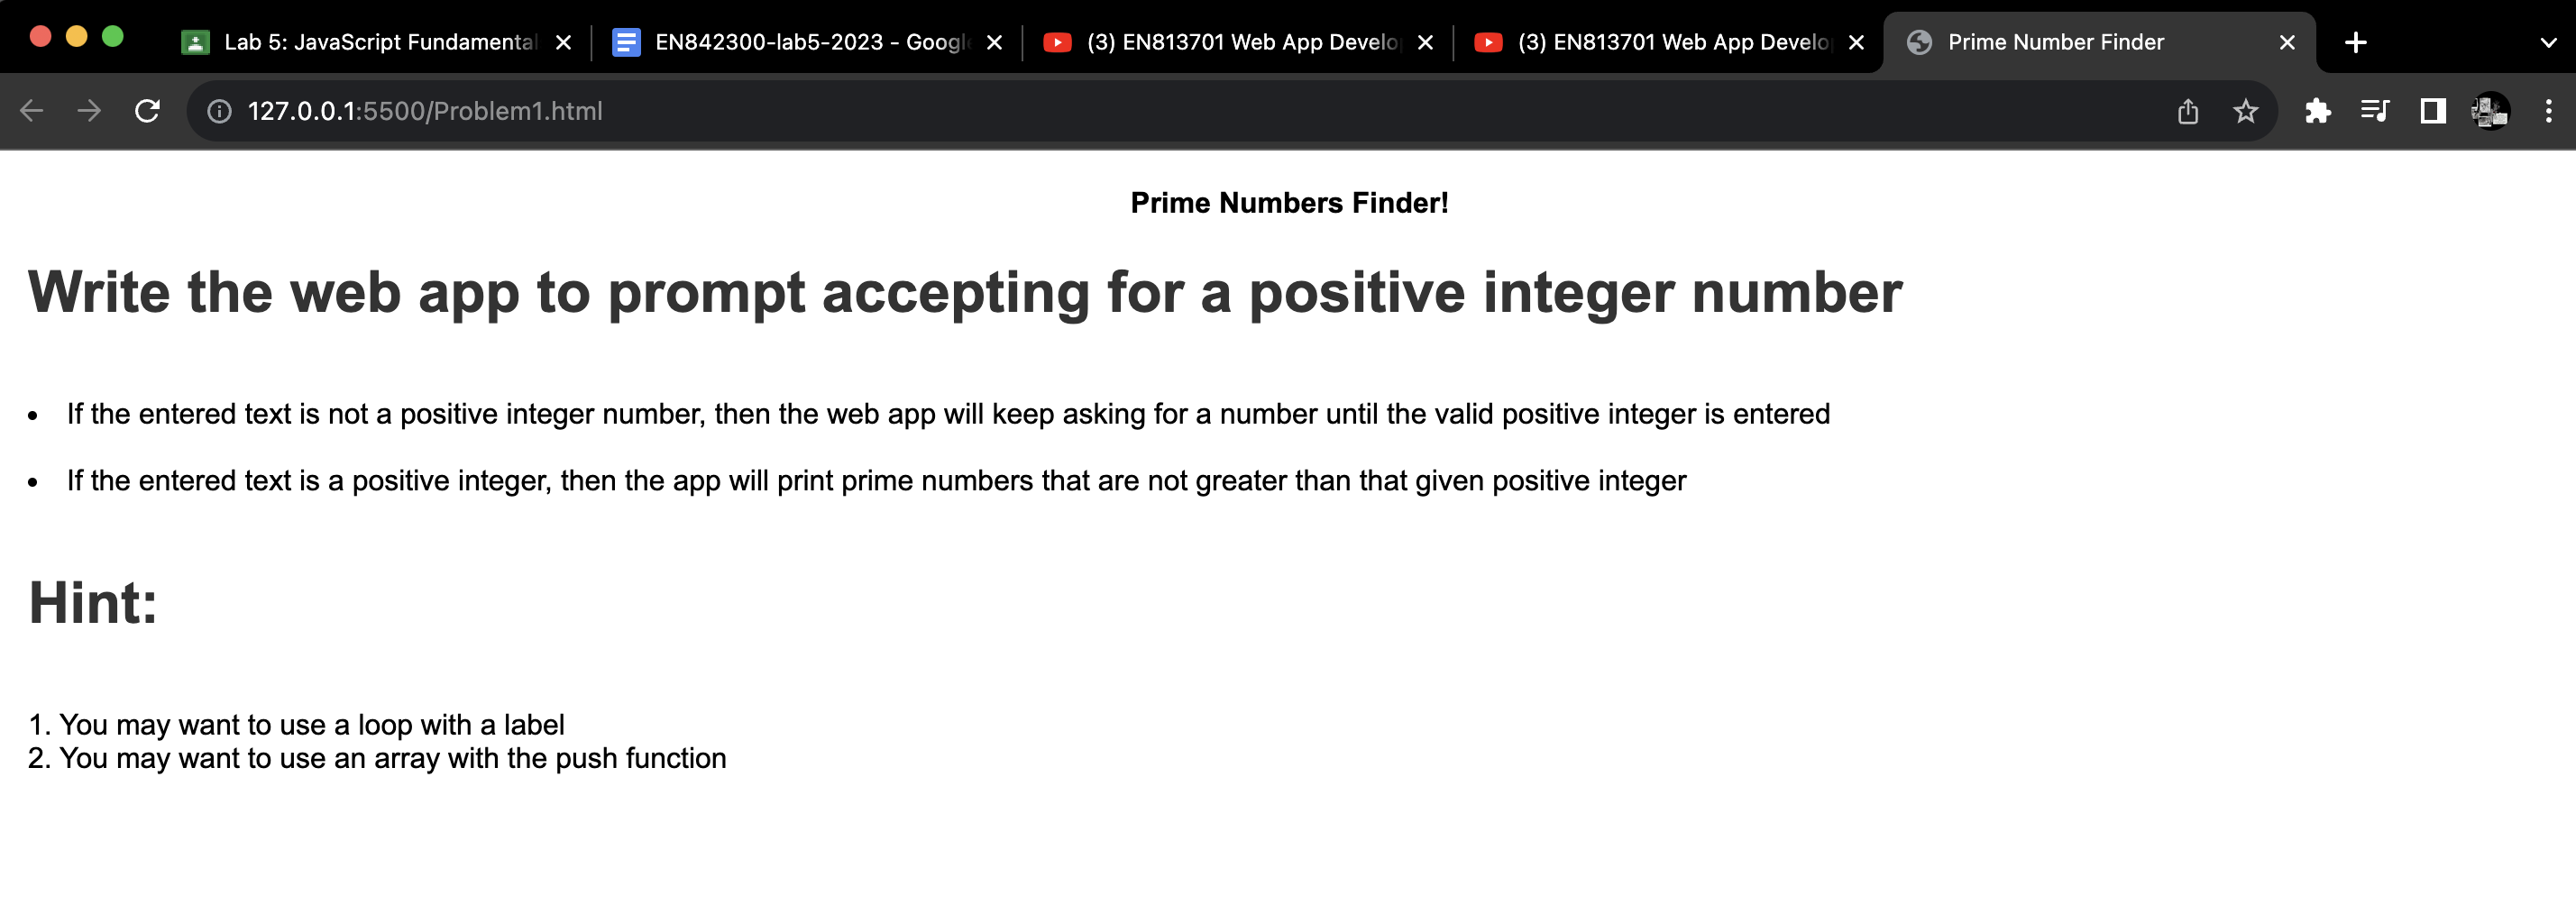 Lab 5: JavaScript Fundamental
EN842300-lab5-2023 - Googl
(3) EN813701 Web App Develo
(3) EN813701 Web App Develo
Prime Number Finder
127.0.0.1:5500/Problem1.html
Prime Numbers Finder!
Write the web app to prompt accepting for a positive integer number
• If the entered text is not a positive integer number, then the web app will keep asking for a number until the valid positive integer is entered
• If the entered text is a positive integer, then the app will print prime numbers that are not greater than that given positive integer
Hint:
1. You may want to use a loop with a label
2. You may want to use an array with the push function